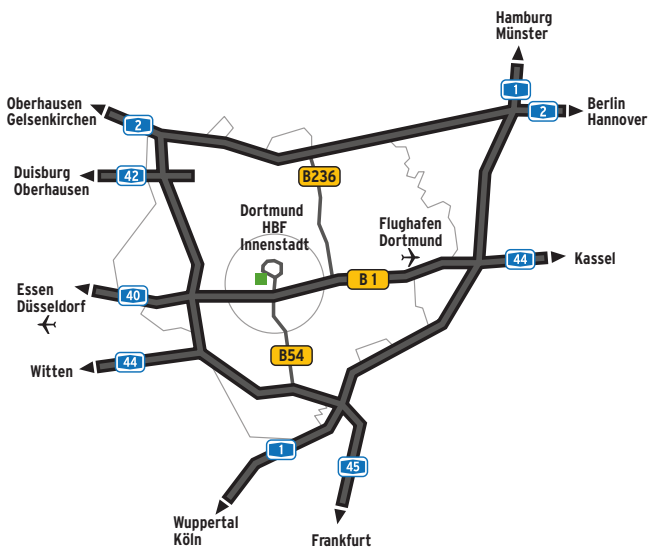 Hamburg
Münster
1
Oberhausen
Gelsenkirchen
2
2
Berlin
Hannover
Duisburg
Oberhausen
42
B236
Dortmund
HBF
Innenstadt
Flughafen
Dortmund
44
Kassel
B 1
Essen
Düsseldorf
40
Witten
44
B54
1
45
Wuppertal
Köln
Frankfurt